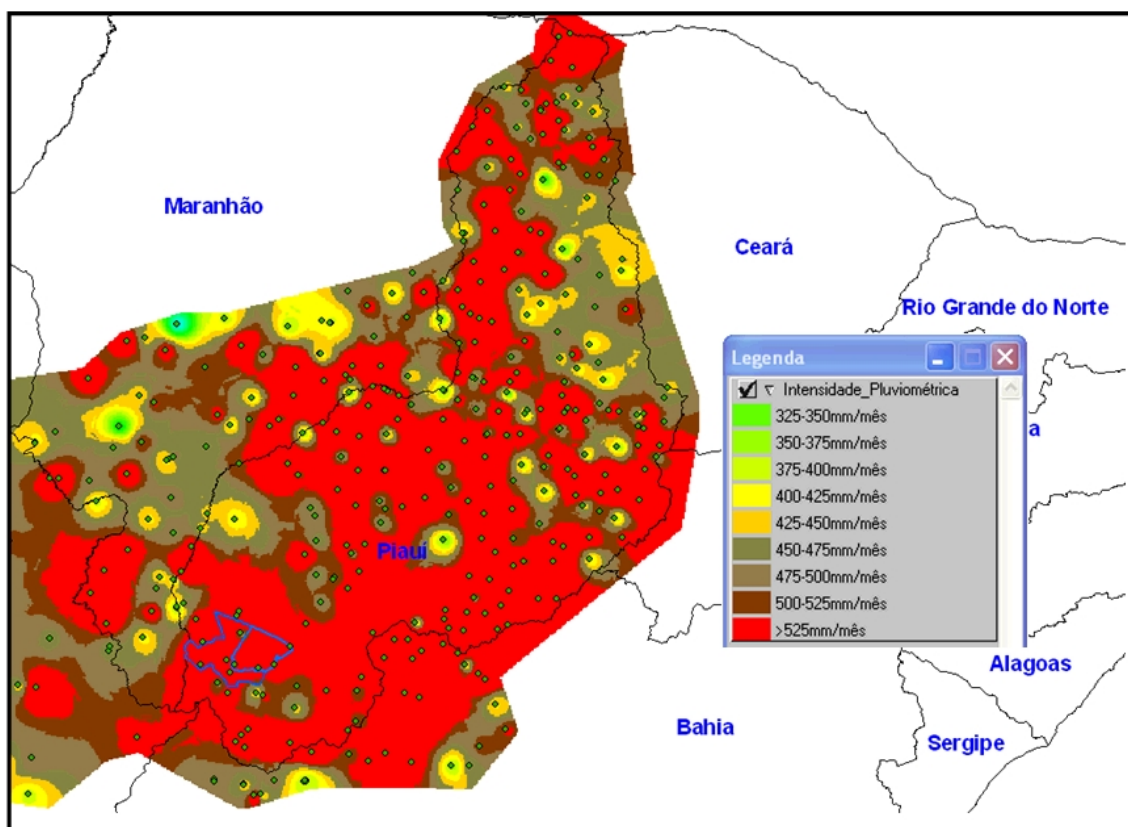 Maranhão
Ceará
Rio Grande do Norte
Legenda
Intensidade_Pluviométrica
325-350mm/mês
a
350-375mm/mês
375-400mm/mês
400-425mm/mês
425-450mm/mês
450-475mm/mês
475-500mm/mês
500-525mm/mês
>525mm/mês
Piauí
Alagoas
Bahia
Sergipe